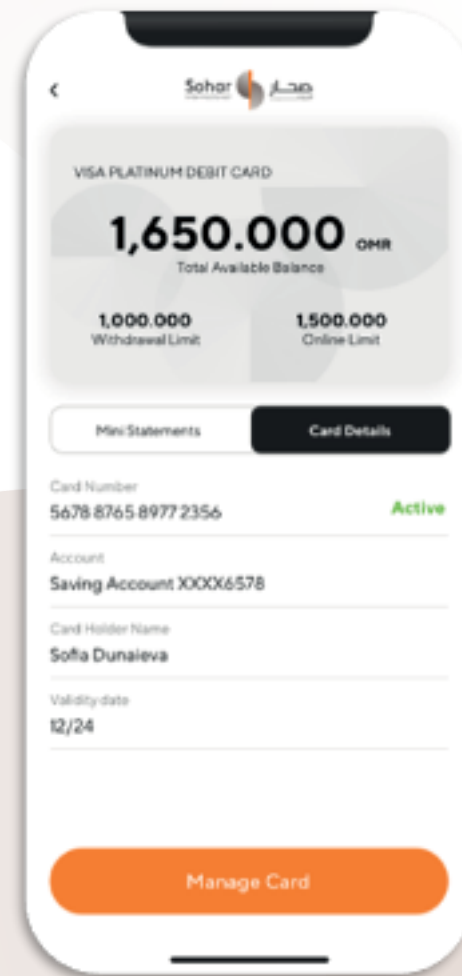 Sohar صحار
VISA PLATINUM DEBIT CARD
1,650.000 OMR
Total Available Balance
1,000.000 1,500.000
Withdrawal Limit Online Limit
Mini Statements Card Details
Card Number
5678 8765 8977 2356 Active
Account
Saving Account XXXX6578
Card Holder Name
Sofia Dunaieva
Validity date
12/24
Manage Card